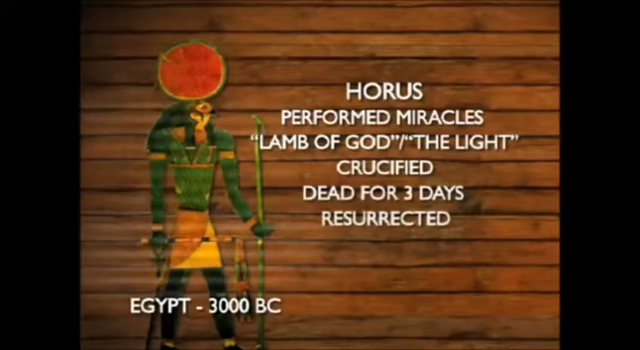 HORUS
PERFORMED MIRACLES
“LAMB OF GOD”/“THE LIGHT”
CRUCIFIED
DEAD FOR 3 DAYS
RESURRECTED
EGYPT - 3000 BC